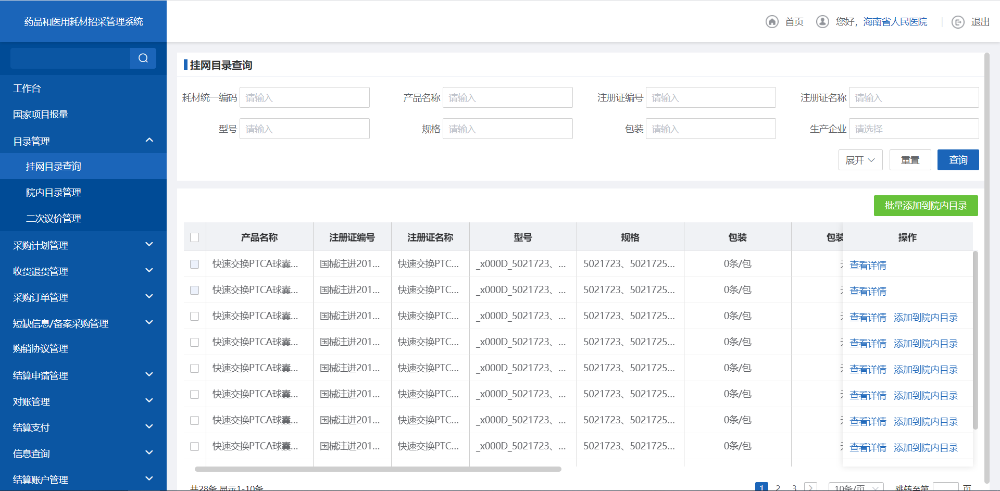 药品和医用耗材招采管理系统
首页
您好，海南省人民医院
退出
工作台
国家项目报量
目录管理
挂网目录查询
院内目录管理
二次议价管理
采购计划管理
收货退货管理
采购订单管理
短缺信息/备案采购管理
购销协议管理
结算申请管理
对账管理
结算支付
信息查询
结算账户管理
挂网目录查询
耗材统一编码 请输入 产品名称 请输入 注册证编号 请输入 注册证名称 请输入
型号 请输入 规格 请输入 包装 请输入 生产企业 请选择
展开 重置 查询
批量添加到院内目录
产品名称 注册证编号 注册证名称 型号 规格 包装 包装 操作
快速交换PTCA球囊... 国械注进201... 快速交换PTC... _x000D_5021723、... 5021723、5021725... 0条/包 查看详情
快速交换PTCA球囊... 国械注进201... 快速交换PTC... _x000D_5021723、... 5021723、5021725... 0条/包 查看详情
快速交换PTCA球囊... 国械注进201... 快速交换PTC... _x000D_5021723、... 5021723、5021725... 0条/包 查看详情 添加到院内目录
快速交换PTCA球囊... 国械注进201... 快速交换PTC... _x000D_5021723、... 5021723、5021725... 0条/包 查看详情 添加到院内目录
快速交换PTCA球囊... 国械注进201... 快速交换PTC... _x000D_5021723、... 5021723、5021725... 0条/包 查看详情 添加到院内目录
快速交换PTCA球囊... 国械注进201... 快速交换PTC... _x000D_5021723、... 5021723、5021725... 0条/包 查看详情 添加到院内目录
快速交换PTCA球囊... 国械注进201... 快速交换PTC... _x000D_5021723、... 5021723、5021725... 0条/包 查看详情 添加到院内目录
快速交换PTCA球囊... 国械注进201... 快速交换PTC... _x000D_5021723、... 5021723、5021725... 0条/包 查看详情 添加到院内目录
共28条 显示1-10条 1 2 3 10条/页 跳转至第 页